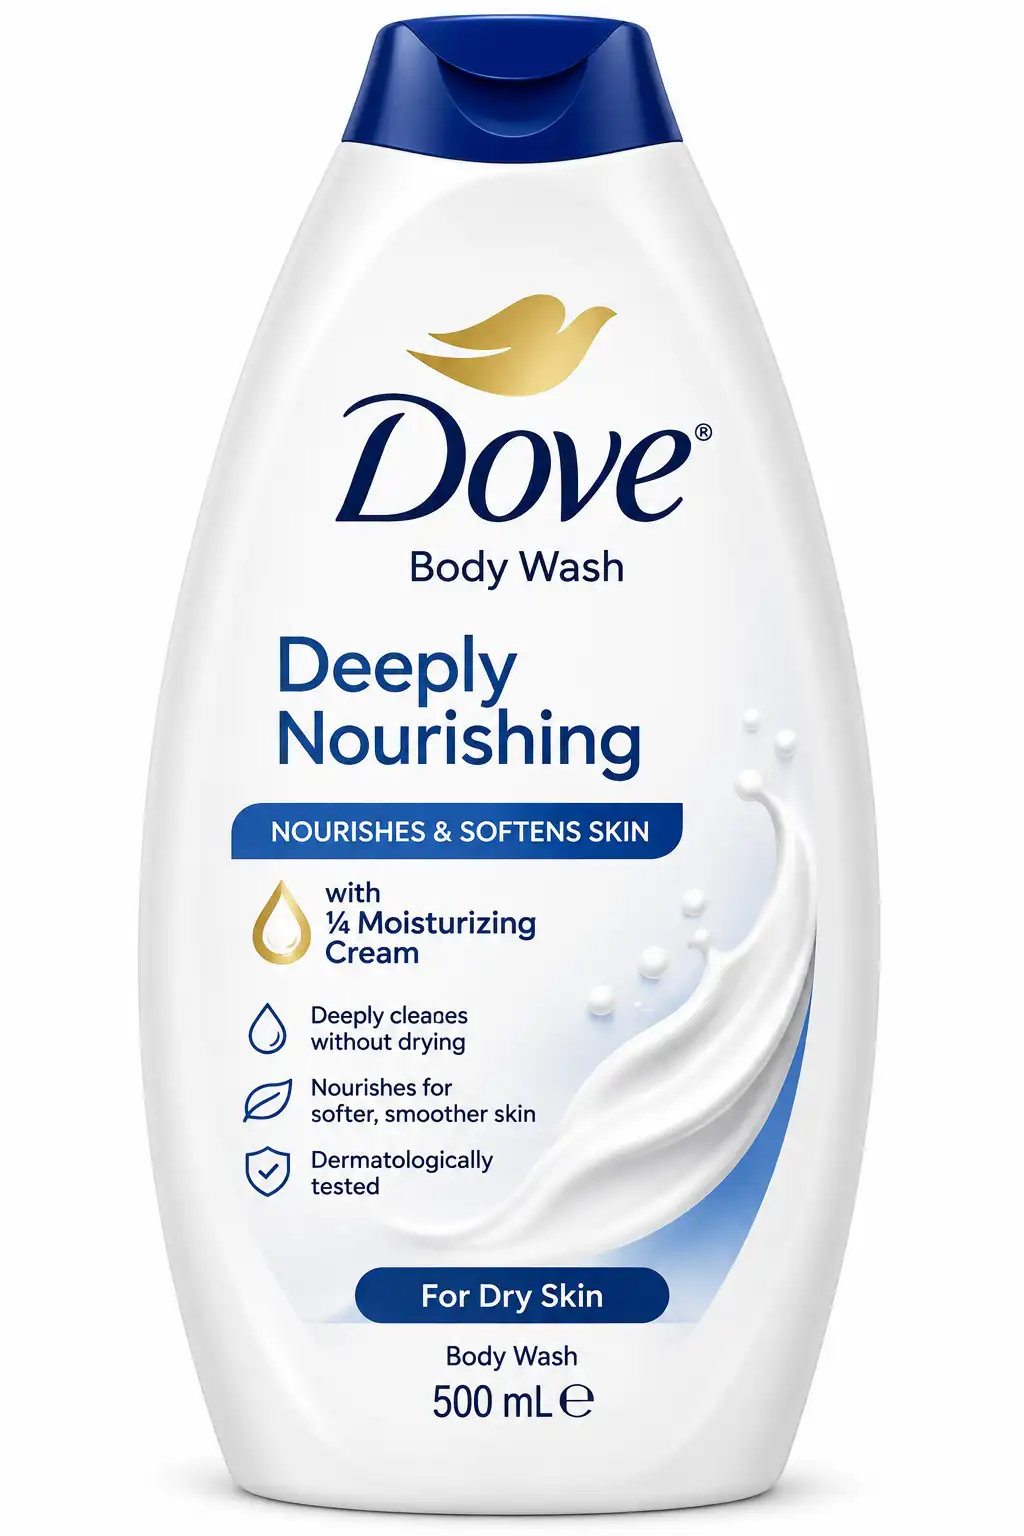 Dove®
Body Wash
Deeply
Nourishing
NOURISHES & SOFTENS SKIN
with
¼ Moisturizing
Cream
Deeply
without drying
Nourishes for
softer, smoother skin
Dermatologically
tested
For Dry Skin
Body Wash
500 mL ℮